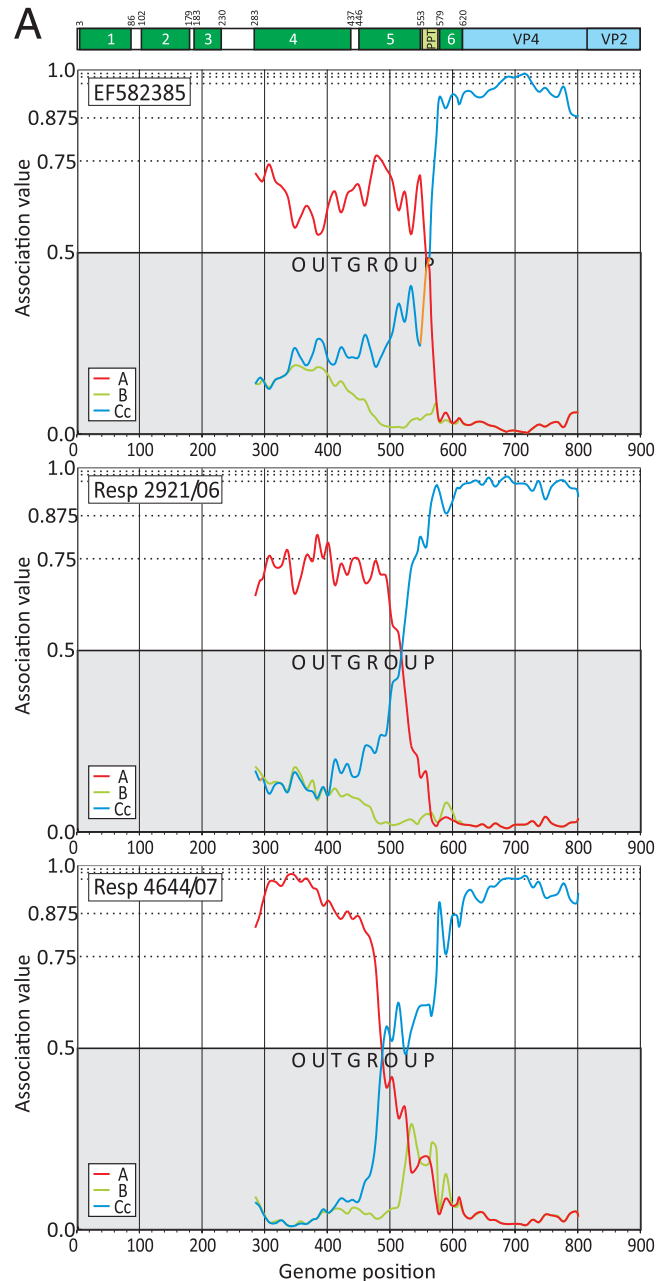 A
3 86 102 179 183 230 283 437 446 553 579 620
1 2 3 4 5 PPT 6 VP4 VP2
1.0
EF582385
0.875
0.75
Association value
0.5
OUTGROUP
A
B
Cc
0.0
0 100 200 300 400 500 600 700 800 900
1.0
Resp 2921/06
0.875
0.75
Association value
0.5
OUTGROUP
A
B
Cc
0.0
0 100 200 300 400 500 600 700 800 900
1.0
Resp 4644/07
0.875
0.75
Association value
0.5
OUTGROUP
A
B
Cc
0.0
0 100 200 300 400 500 600 700 800 900
Genome position